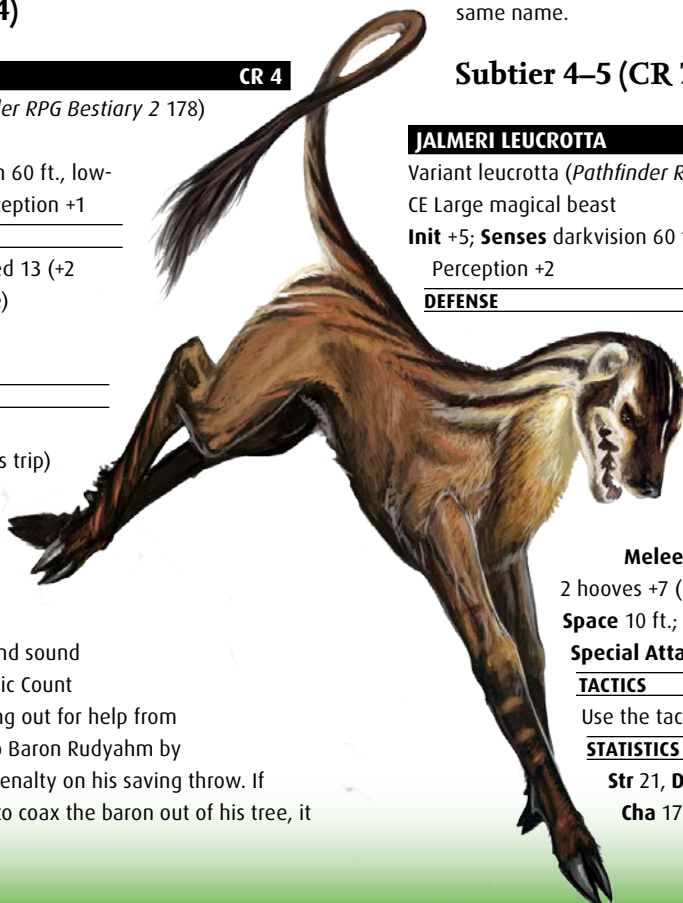 4)
CR 4
er RPG Bestiary 2 178)
n 60 ft., low-
ception +1
ed 13 (+2
e)
s trip)
nd sound
ic Count
ng out for help from
o Baron Rudyahm by
enalty on his saving throw. If
to coax the baron out of his tree, it
same name.
Subtier 4–5 (CR 7
JALMERI LEUCROTTA
Variant leucrotta (Pathfinder R
CE Large magical beast
Init +5; Senses darkvision 60
Perception +2
DEFENSE
Melee
2 hooves +7 (
Space 10 ft.;
Special Atta
TACTICS
Use the tac
STATISTICS
Str 21, D
Cha 17